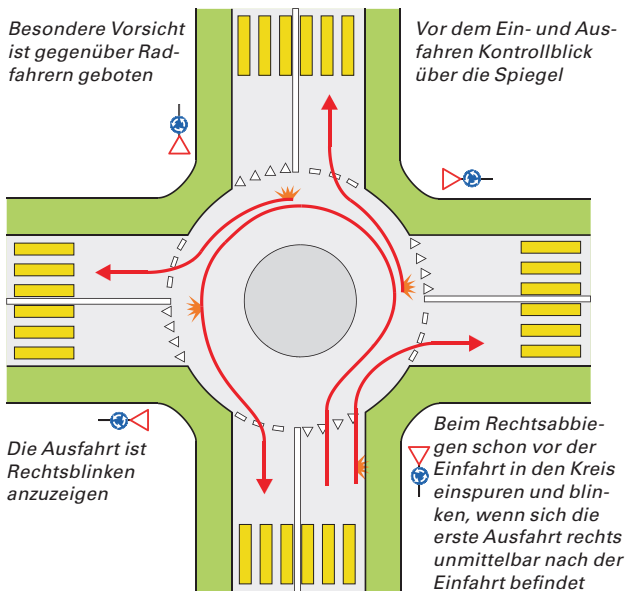 Besondere Vorsicht
ist gegenüber Rad-
fahrern geboten
Vor dem Ein- und Aus-
fahren Kontrollblick
über die Spiegel
Die Ausfahrt ist
Rechtsblinken
anzuzeigen
Beim Rechtsabbie-
gen schon vor der
Einfahrt in den Kreis
einspuren und blin-
ken, wenn sich die
erste Ausfahrt rechts
unmittelbar nach der
Einfahrt befindet